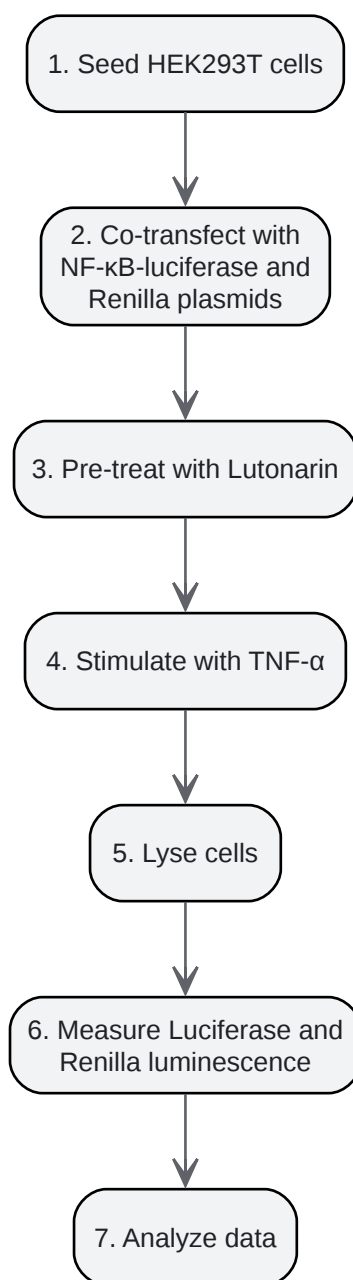 1. Seed HEK293T cells
2. Co-transfect with
NF-κB-luciferase and
Renilla plasmids
3. Pre-treat with Lutonarin
4. Stimulate with TNF-α
5. Lyse cells
6. Measure Luciferase and
Renilla luminescence
7. Analyze data